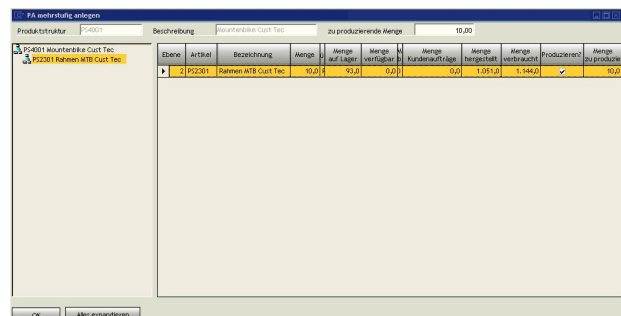 FA mehrstufig anlegen
Produktstruktur PS4001 Beschreibung Mountenbike Cust Tec zu produzierende Menge 10,00
PS4001 Mountenbike Cust Tec
PS2301 Rahmen MTB Cust Tec
Ebene Artikel Bezeichnung Menge Menge auf Lager Menge verfügbar Menge Kundenaufträge Menge hergestellt Menge verbraucht Produzieren? Menge zu produzie
2 PS2301 Rahmen MTB Cust Tec 10,0 93,0 0,0 0,0 1.051,0 1.144,0 10,0
OK Alles expandieren